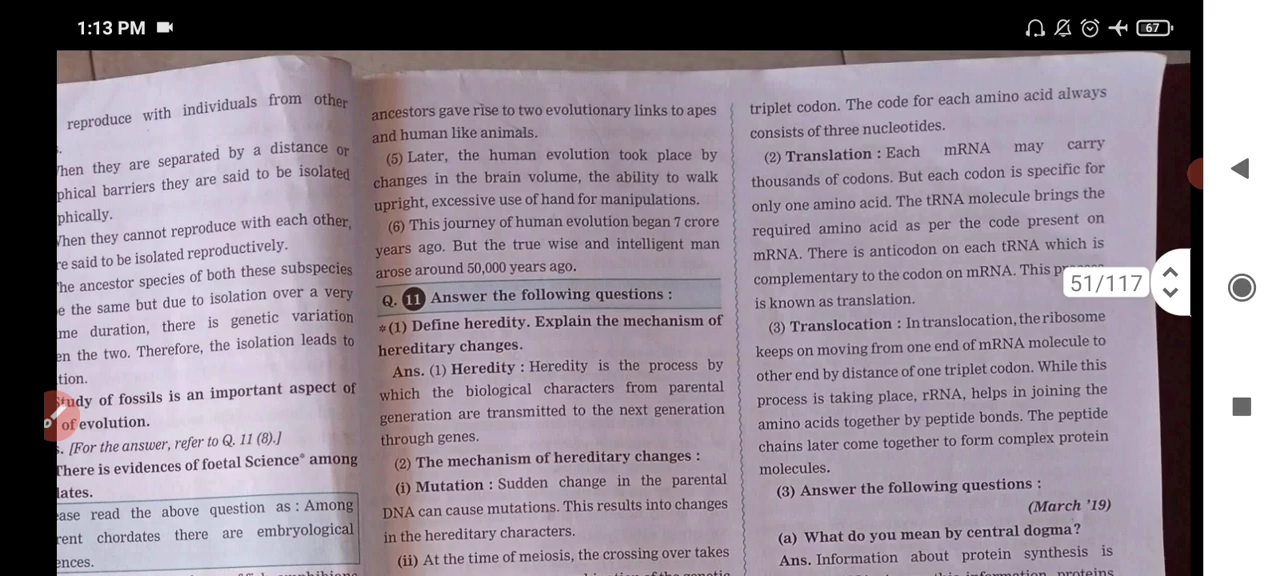 1:13 PM
67
reproduce with individuals from other
When they are separated by a distance or
phical barriers they are said to be isolated
phically.
When they cannot reproduce with each other,
re said to be isolated reproductively.
he ancestor species of both these subspecies
e the same but due to isolation over a very
me duration, there is genetic variation
en the two. Therefore, the isolation leads to
tion.
Study of fossils is an important aspect of
of evolution.
s. [For the answer, refer to Q. 11 (8).]
There is evidences of foetal Science* among
lates.
ease read the above question as : Among
rent chordates there are embryological
ences.
ancestors gave rise to two evolutionary links to apes
and human like animals.
(5) Later, the human evolution took place by
changes in the brain volume, the ability to walk
upright, excessive use of hand for manipulations.
(6) This journey of human evolution began 7 crore
years ago. But the true wise and intelligent man
arose around 50,000 years ago.
Q. 11 Answer the following questions :
*(1) Define heredity. Explain the mechanism of
hereditary changes.
Ans. (1) Heredity : Heredity is the process by
which the biological characters from parental
generation are transmitted to the next generation
through genes.
(2) The mechanism of hereditary changes :
(i) Mutation : Sudden change in the parental
DNA can cause mutations. This results into changes
in the hereditary characters.
(ii) At the time of meiosis, the crossing over takes
triplet codon. The code for each amino acid always
consists of three nucleotides.
(2) Translation : Each mRNA may carry
thousands of codons. But each codon is specific for
only one amino acid. The tRNA molecule brings the
required amino acid as per the code present on
mRNA. There is anticodon on each tRNA which is
complementary to the codon on mRNA. This
is known as translation.
(3) Translocation : In translocation, the ribosome
keeps on moving from one end of mRNA molecule to
other end by distance of one triplet codon. While this
process is taking place, rRNA, helps in joining the
amino acids together by peptide bonds. The peptide
chains later come together to form complex protein
molecules.
(3) Answer the following questions :
(March '19)
(a) What do you mean by central dogma?
Ans. Information about protein synthesis is
51/117